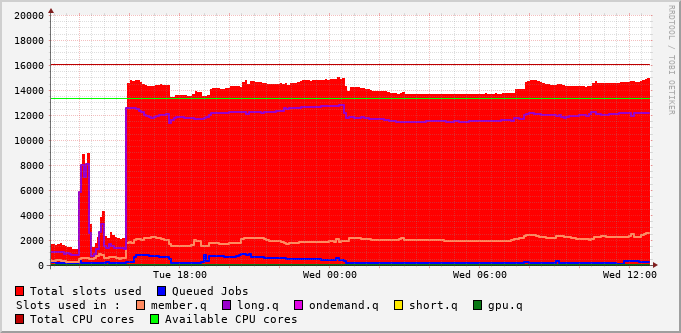 20000
18000
16000
14000
12000
10000
8000
6000
4000
2000
0
Tue 18:00 Wed 00:00 Wed 06:00 Wed 12:00
RRDTOOL / TOBI OETIKER
Total slots used Queued Jobs
Slots used in : member.q long.q ondemand.q short.q gpu.q
Total CPU cores Available CPU cores